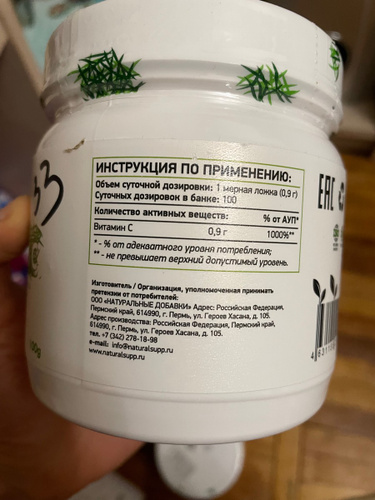 33
ИНСТРУКЦИЯ ПО ПРИМЕНЕНИЮ:
Объем суточной дозировки: 1 мерная ложка (0,9 г)
Суточных дозировок в банке: 100
Количество активных веществ: % от АУП*
Витамин С 0,9 г 1000%**
* - % от адекватного уровня потребления;
** - не превышает верхний допустимый уровень.
Изготовитель / Организация, уполномоченная принимать
претензии от потребителей:
ООО «НАТУРАЛЬНЫЕ ДОБАВКИ» Адрес: Российская Федерация,
Пермский край, 614990, г. Пермь, ул. Героев Хасана, д. 105.
Адрес производства: Российская Федерация, Пермский край,
614990, г. Пермь, ул. Героев Хасана, д. 105.
тел. +7 (342) 278-18-98
e-mail: info@naturalsupp.ru
www.naturalsupp.ru
EAC